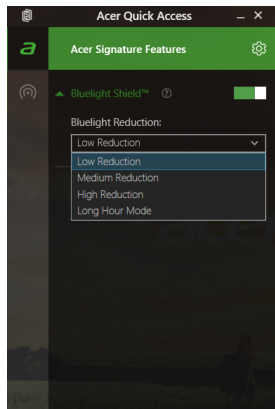 Acer Quick Access
a
Acer Signature Features
Bluelight Shield™
Bluelight Reduction:
Low Reduction
Low Reduction
Medium Reduction
High Reduction
Long Hour Mode
acer